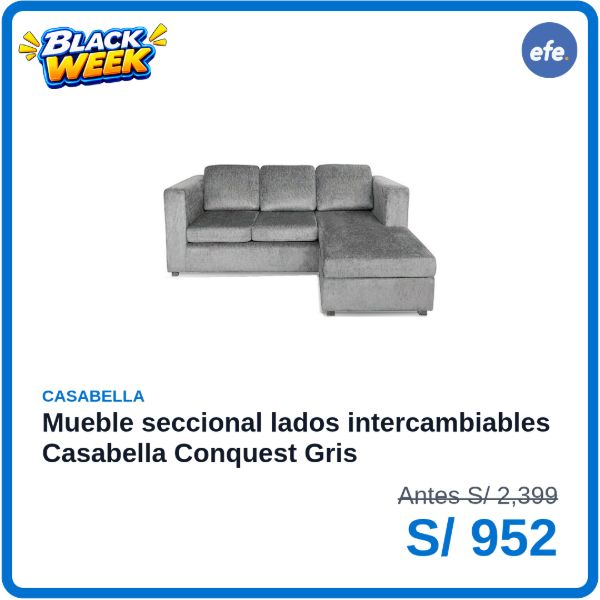 BLACK
WEEK
efe.
CASABELLA
Mueble seccional lados intercambiables
Casabella Conquest Gris
Antes S/ 2,399
S/ 952